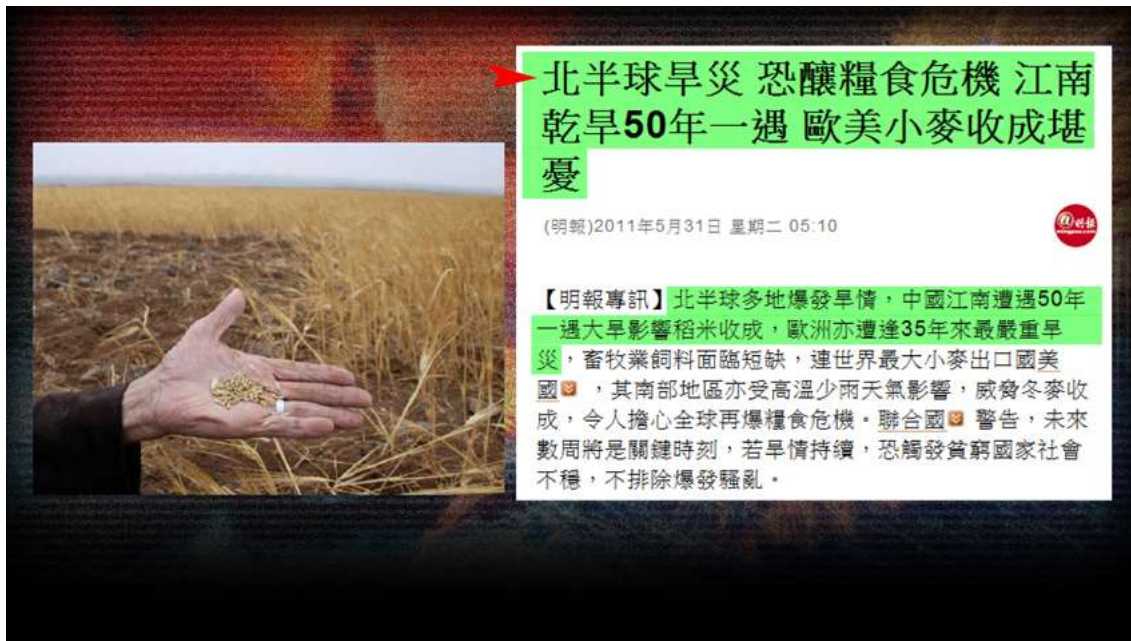 北半球旱災 恐釀糧食危機 江南
乾旱50年一遇 歐美小麥收成堪
憂
(明報)2011年5月31日 星期二 05:10
@明報
mingpao.com
【明報專訊】北半球多地爆發旱情，中國江南遭遇50年
一遇大旱影響稻米收成，歐洲亦遭逢35年來最嚴重旱
災，畜牧業飼料面臨短缺，連世界最大小麥出口國美
國 ，其南部地區亦受高溫少雨天氣影響，威脅冬麥收
成，令人擔心全球再爆糧食危機。聯合國 警告，未來
數周將是關鍵時刻，若旱情持續，恐觸發貧窮國家社會
不穩，不排除爆發騷亂。